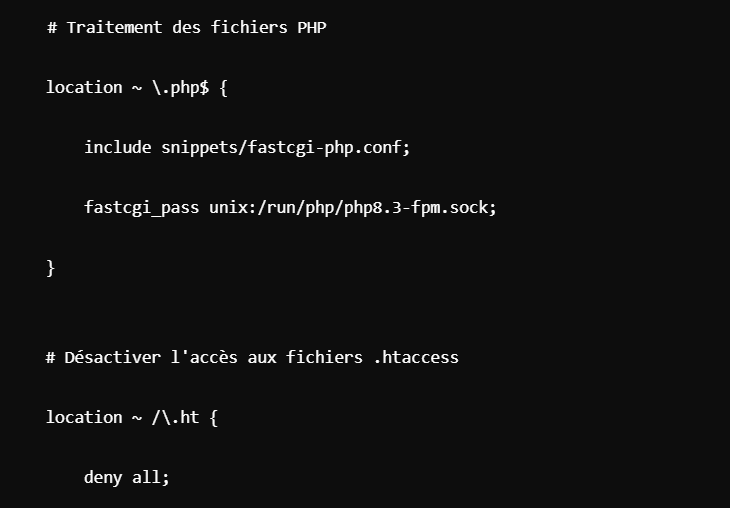 # Traitement des fichiers PHP
location ~ \.php$ {
include snippets/fastcgi-php.conf;
fastcgi_pass unix:/run/php/php8.3-fpm.sock;
}
# Désactiver l'accès aux fichiers .htaccess
location ~ /\.ht {
deny all;